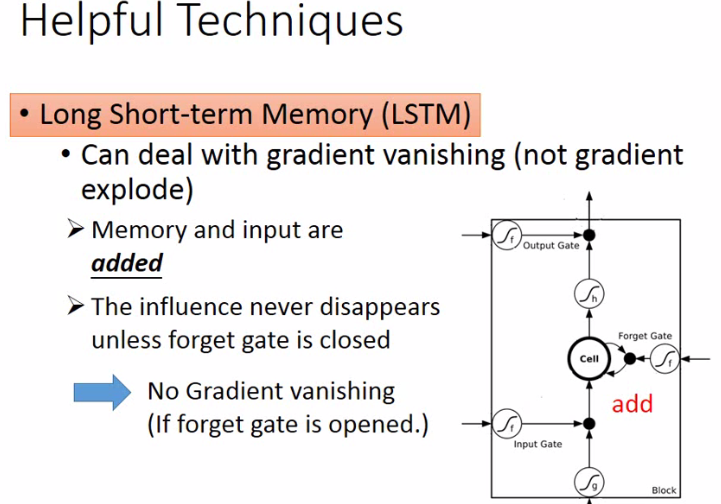 Helpful Techniques
• Long Short-term Memory (LSTM)
• Can deal with gradient vanishing (not gradient
explode)
➢ Memory and input are
added
➢ The influence never disappears
unless forget gate is closed
No Gradient vanishing
(If forget gate is opened.)
f
Output Gate
h
Forget Gate
Cell
f
add
f
Input Gate
g
Block